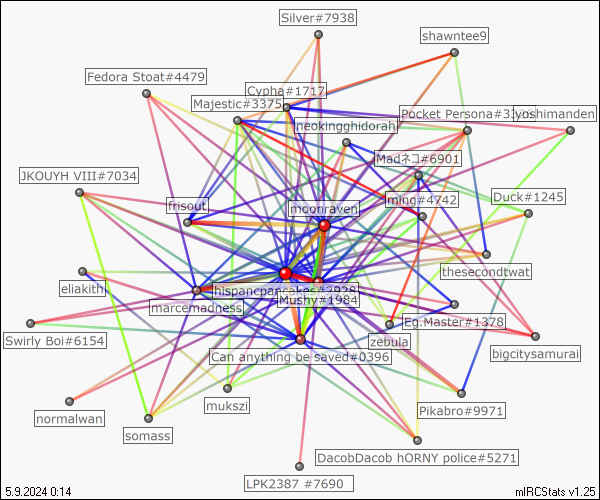 Silver#7938
shawntee9
Fedora Stoat#4479
Cypha#1717
Majestic#3375
Pocket Persona#3
yoshimanden
neokingghidorah
Madネコ#6901
JKOUYH VIII#7034
ming#4742
Duck#1245
frisout
moonraven
thesecondtwat
eliakith
hispancpancakes#3928
Mushy#1984
marcemadness
Eg.Master#1378
Swirly Boi#6154
zebula
bigcitysamurai
Can anything be saved#0396
mukszi
normalwan
Pikabro#9971
somass
DacobDacob hORNY police#5271
LPK2387 #7690
5.9.2024 0:14
mIRCStats v1.25